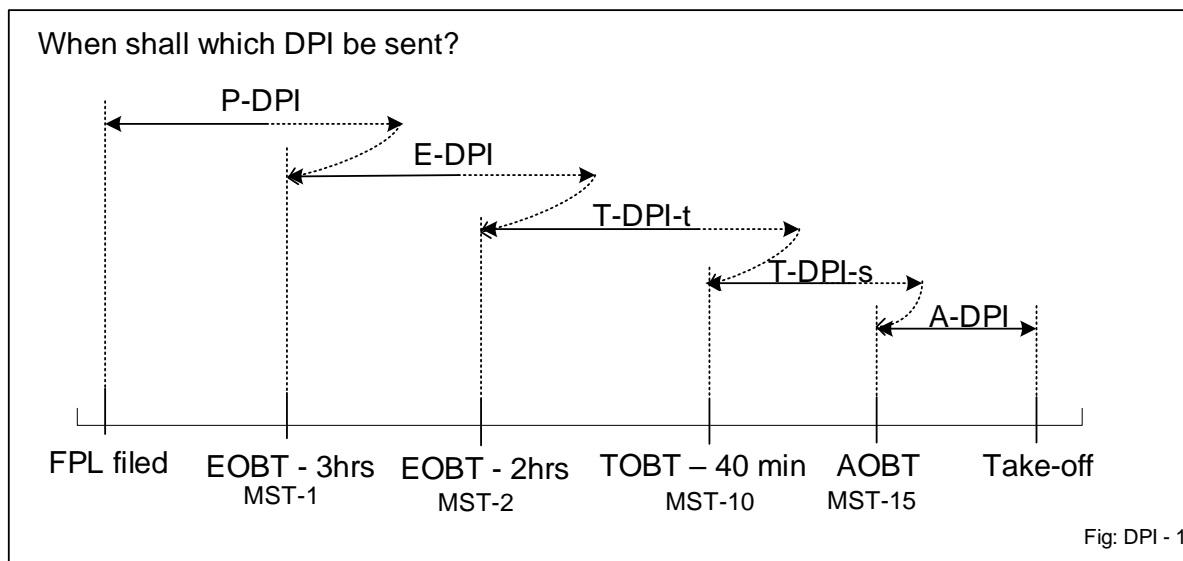 When shall which DPI be sent?
P-DPI
E-DPI
T-DPI-t
T-DPI-s
A-DPI
FPL filed
EOBT - 3hrs
MST-1
EOBT - 2hrs
MST-2
TOBT – 40 min
MST-10
AOBT
MST-15
Take-off
Fig: DPI - 1